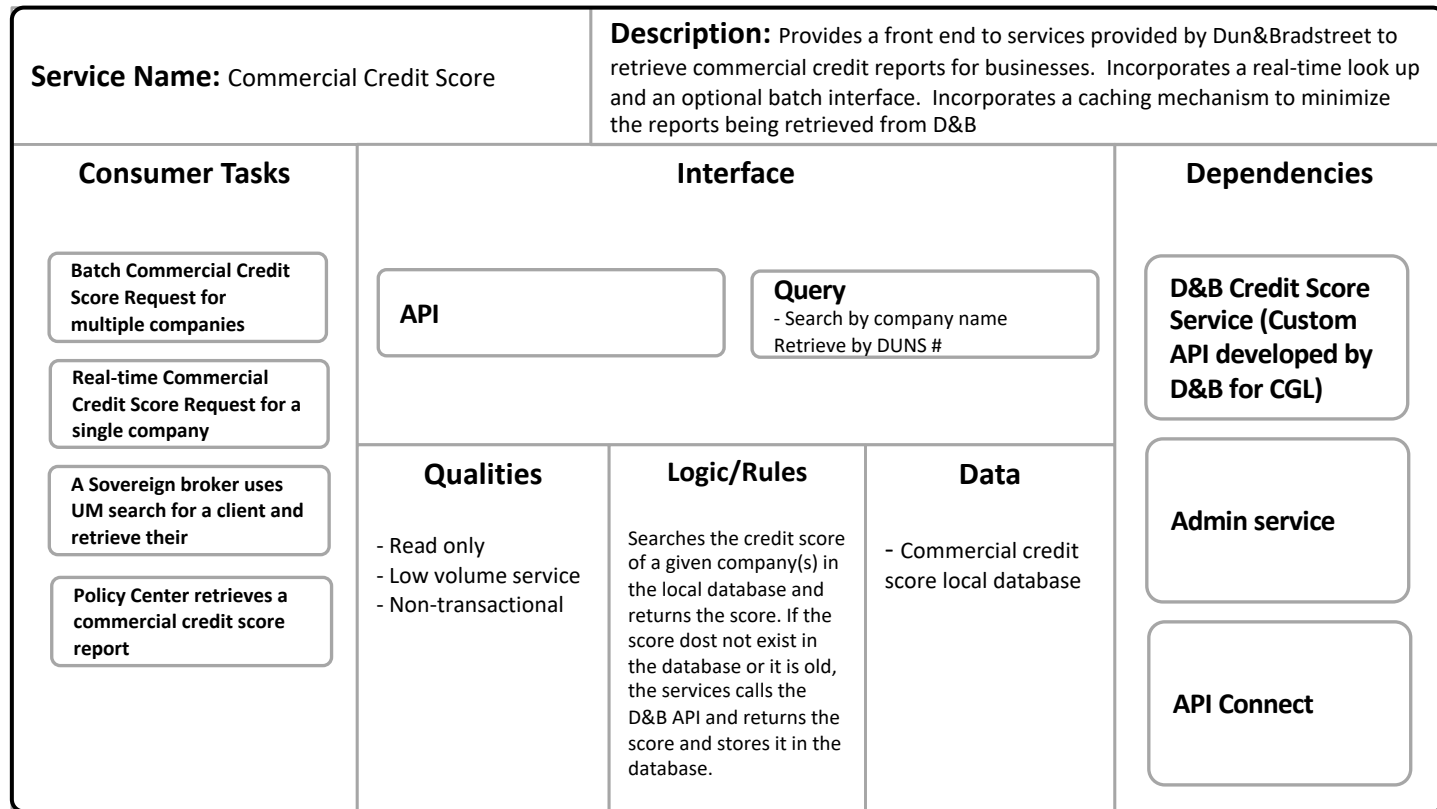 Service Name: Commercial Credit Score
Description: Provides a front end to services provided by Dun&Bradstreet to
retrieve commercial credit reports for businesses.  Incorporates a real-time look up
and an optional batch interface.  Incorporates a caching mechanism to minimize
the reports being retrieved from D&B
Consumer Tasks
Batch Commercial Credit
Score Request for
multiple companies
Real-time Commercial
Credit Score Request for a
single company
A Sovereign broker uses
UM search for a client and
retrieve their
Policy Center retrieves a
commercial credit score
report
Interface
API
Query
- Search by company name
Retrieve by DUNS #
Qualities
- Read only
- Low volume service
- Non-transactional
Logic/Rules
Searches the credit score
of a given company(s) in
the local database and
returns the score. If the
score dost not exist in
the database or it is old,
the services calls the
D&B API and returns the
score and stores it in the
database.
Data
- Commercial credit
score local database
Dependencies
D&B Credit Score
Service (Custom
API developed by
D&B for CGL)
Admin service
API Connect